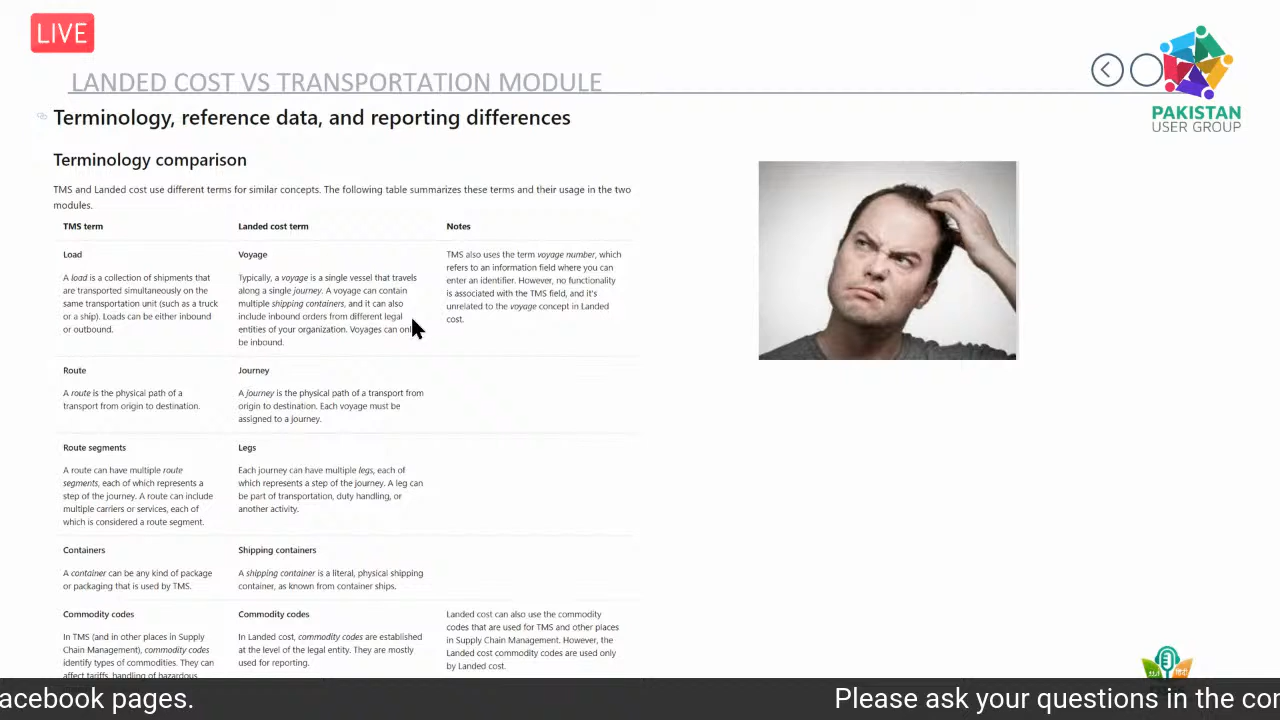 LIVE
LANDED COST VS TRANSPORTATION MODULE
PAKISTAN
USER GROUP
Terminology, reference data, and reporting differences
Terminology comparison
TMS and Landed cost use different terms for similar concepts. The following table summarizes these terms and their usage in the two
modules.
TMS term
Landed cost term
Notes
Load
A load is a collection of shipments that
are transported simultaneously on the
same transportation unit (such as a truck
or a ship). Loads can be either inbound
or outbound.
Voyage
Typically, a voyage is a single vessel that travels
along a single journey. A voyage can contain
multiple shipping containers, and it can also
include inbound orders from different legal
entities of your organization. Voyages can onl
be inbound.
TMS also uses the term voyage number, which
refers to an information field where you can
enter an identifier. However, no functionality
is associated with the TMS field, and it's
unrelated to the voyage concept in Landed
cost.
Route
A route is the physical path of a
transport from origin to destination.
Journey
A journey is the physical path of a transport from
origin to destination. Each voyage must be
assigned to a journey.
Route segments
A route can have multiple route
segments, each of which represents a
step of the journey. A route can include
multiple carriers or services, each of
which is considered a route segment.
Legs
Each journey can have multiple legs, each of
which represents a step of the journey. A leg can
be part of transportation, duty handling, or
another activity.
Containers
A container can be any kind of package
or packaging that is used by TMS.
Shipping containers
A shipping container is a literal, physical shipping
container, as known from container ships.
Commodity codes
In TMS (and in other places in Supply
Chain Management), commodity codes
identify types of commodities. They can
affect tariffs, handling of hazardous
Commodity codes
In Landed cost, commodity codes are established
at the level of the legal entity. They are mostly
used for reporting.
Landed cost can also use the commodity
codes that are used for TMS and other places
in Supply Chain Management. However, the
Landed cost commodity codes are used only
by Landed cost.
acebook pages.
Please ask your questions in the co